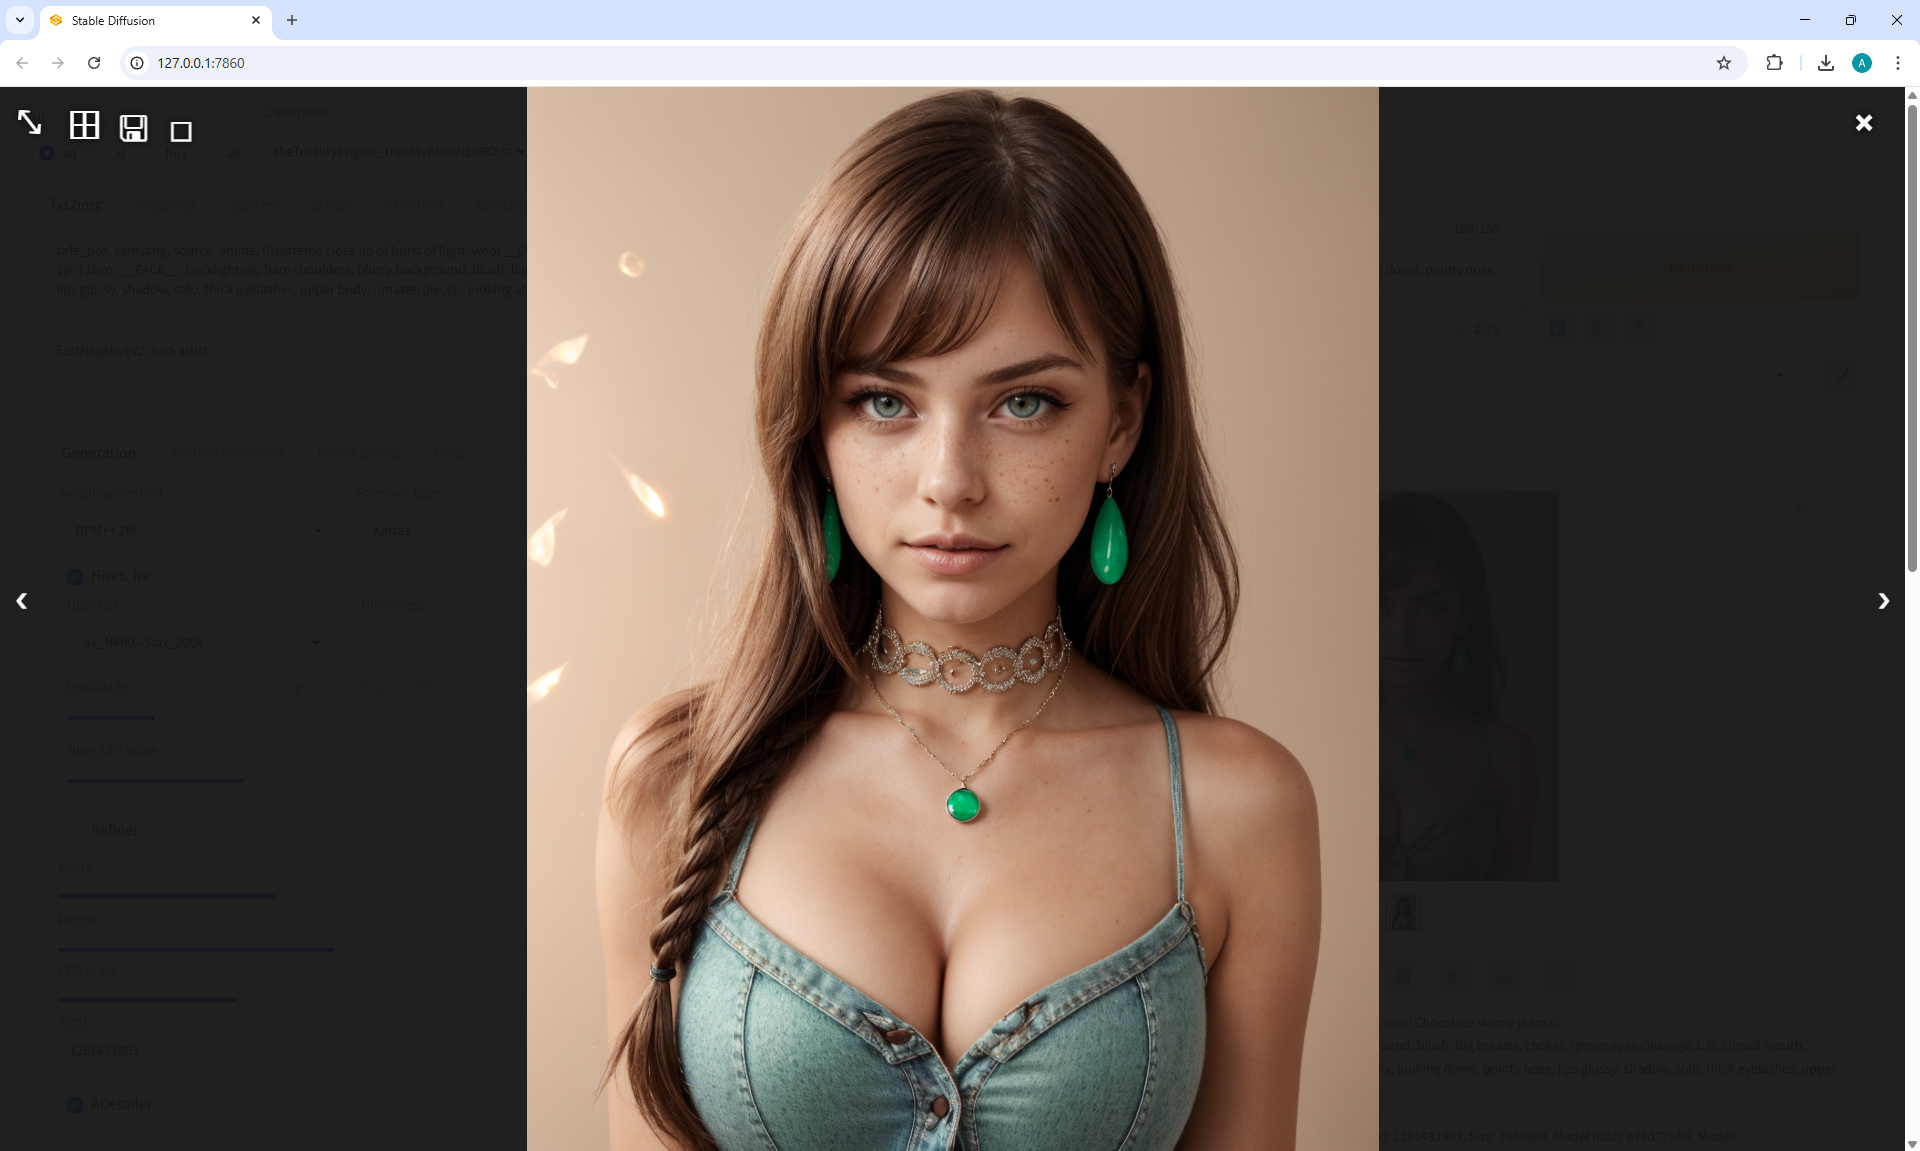 Stable Diffusion
127.0.0.1:7860
Checkpoint
sd xl flux all theTrualityEngine_trualityENGINEPRO.s
Txt2img Img2img Spaces Extras PNG Info Checkp
109/150
safe_pos, samyang, source_anime, (((extreme close up of burst of light, wool __C
1girl 18yo, __FACE__, backlighting, bare shoulders, blurry background, blush, big
g down, pointy nose,
Generate
lips glossy, shadow, solo, thick eyelashes, upper body, ((masterpiece)), looking at
2/75
FastNegativeV2, bad-artist
Generation Textual Inversion Checkpoints Lora
Sampling method Schedule type
DPM++ 2M Karras
Hires. fix
Upscaler Hires steps
4x_NMKD-Siax_200k
Upscale by 2
Hires CFG Scale
Refiner
Width
Height
CFG Scale
Seed
1281431803
wool Chocolate skinny jeans)))
und, blush, big breasts, choker, (green eyes cleavage:1.3), closed mouth,
ry, looking down, pointy nose, lips glossy, shadow, solo, thick eyelashes, upper
ADetailer
d: 1281431803, Size: 768x960, Model hash: e73d775ff9, Model: